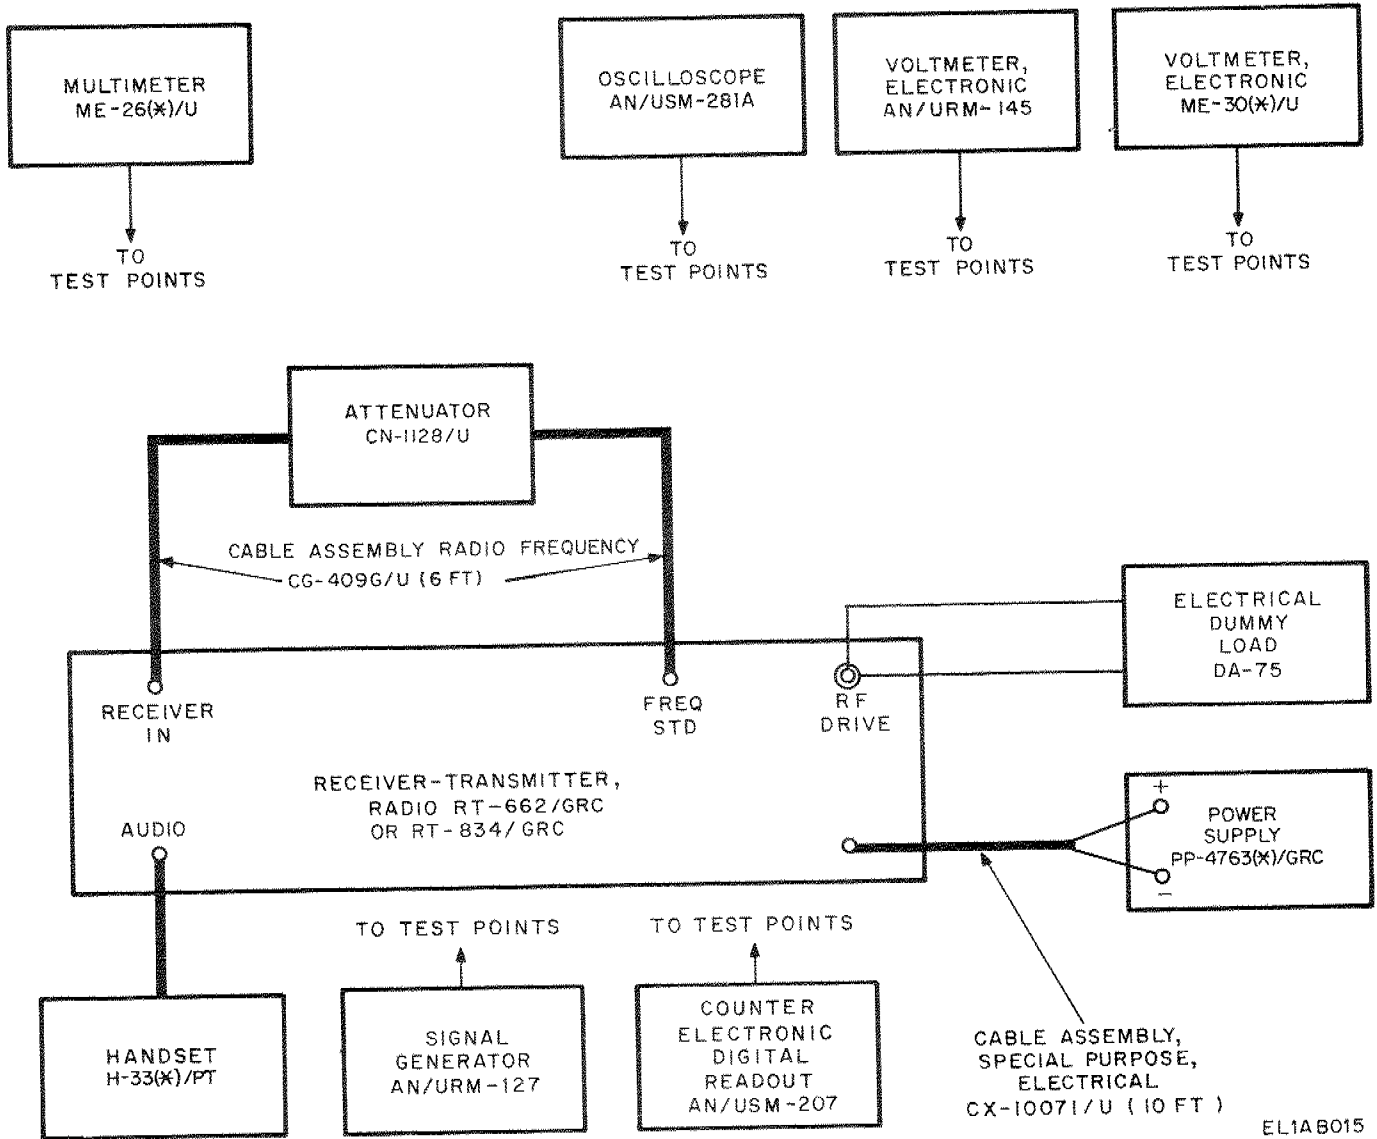 MULTIMETER
ME-26(*)/U
OSCILLOSCOPE
AN/USM-281A
VOLTMETER,
ELECTRONIC
AN/URM-145
VOLTMETER,
ELECTRONIC
ME-30(*)/U
TO
TEST POINTS
TO
TEST POINTS
TO
TEST POINTS
TO
TEST POINTS
ATTENUATOR
CN-1128/U
CABLE ASSEMBLY RADIO FREQUENCY
CG-409G/U (6 FT)
ELECTRICAL
DUMMY
LOAD
DA-75
RECEIVER
IN
FREQ
STD
RF
DRIVE
RECEIVER-TRANSMITTER,
RADIO RT-662/GRC
OR RT-834/GRC
AUDIO
+
POWER
SUPPLY
PP-4763(*)/GRC
-
TO TEST POINTS
TO TEST POINTS
HANDSET
H-33(*)/PT
SIGNAL
GENERATOR
AN/URM-127
COUNTER
ELECTRONIC
DIGITAL
READOUT
AN/USM-207
CABLE ASSEMBLY,
SPECIAL PURPOSE,
ELECTRICAL
CX-10071/U (10 FT)
EL1AB015